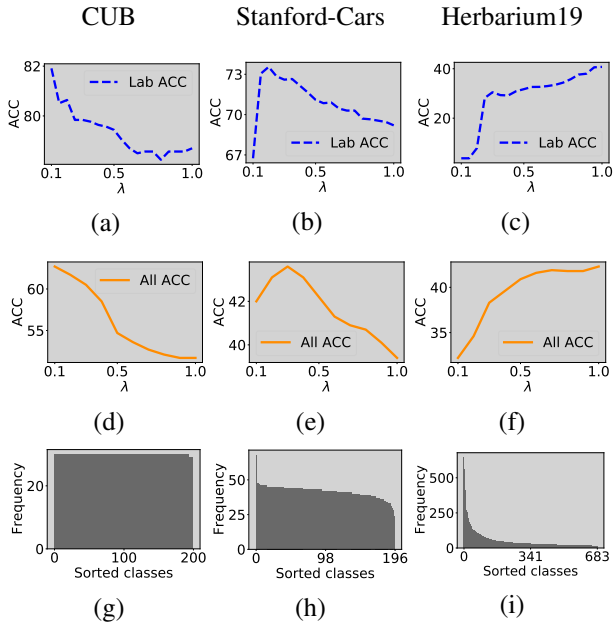 CUB Stanford-Cars Herbarium19
82 80 ACC Lab ACC 0.1 0.5 1.0 λ
73 70 67 ACC Lab ACC 0.1 0.5 1.0 λ
40 20 ACC Lab ACC 0.1 0.5 1.0 λ
(a) (b) (c)
60 55 ACC All ACC 0.1 0.5 1.0 λ
42 40 ACC All ACC 0.1 0.5 1.0 λ
40 35 ACC All ACC 0.1 0.5 1.0 λ
(d) (e) (f)
20 0 Frequency 0 100 200 Sorted classes
50 25 0 Frequency 0 98 196 Sorted classes
500 250 0 Frequency 0 341 683 Sorted classes
(g) (h) (i)